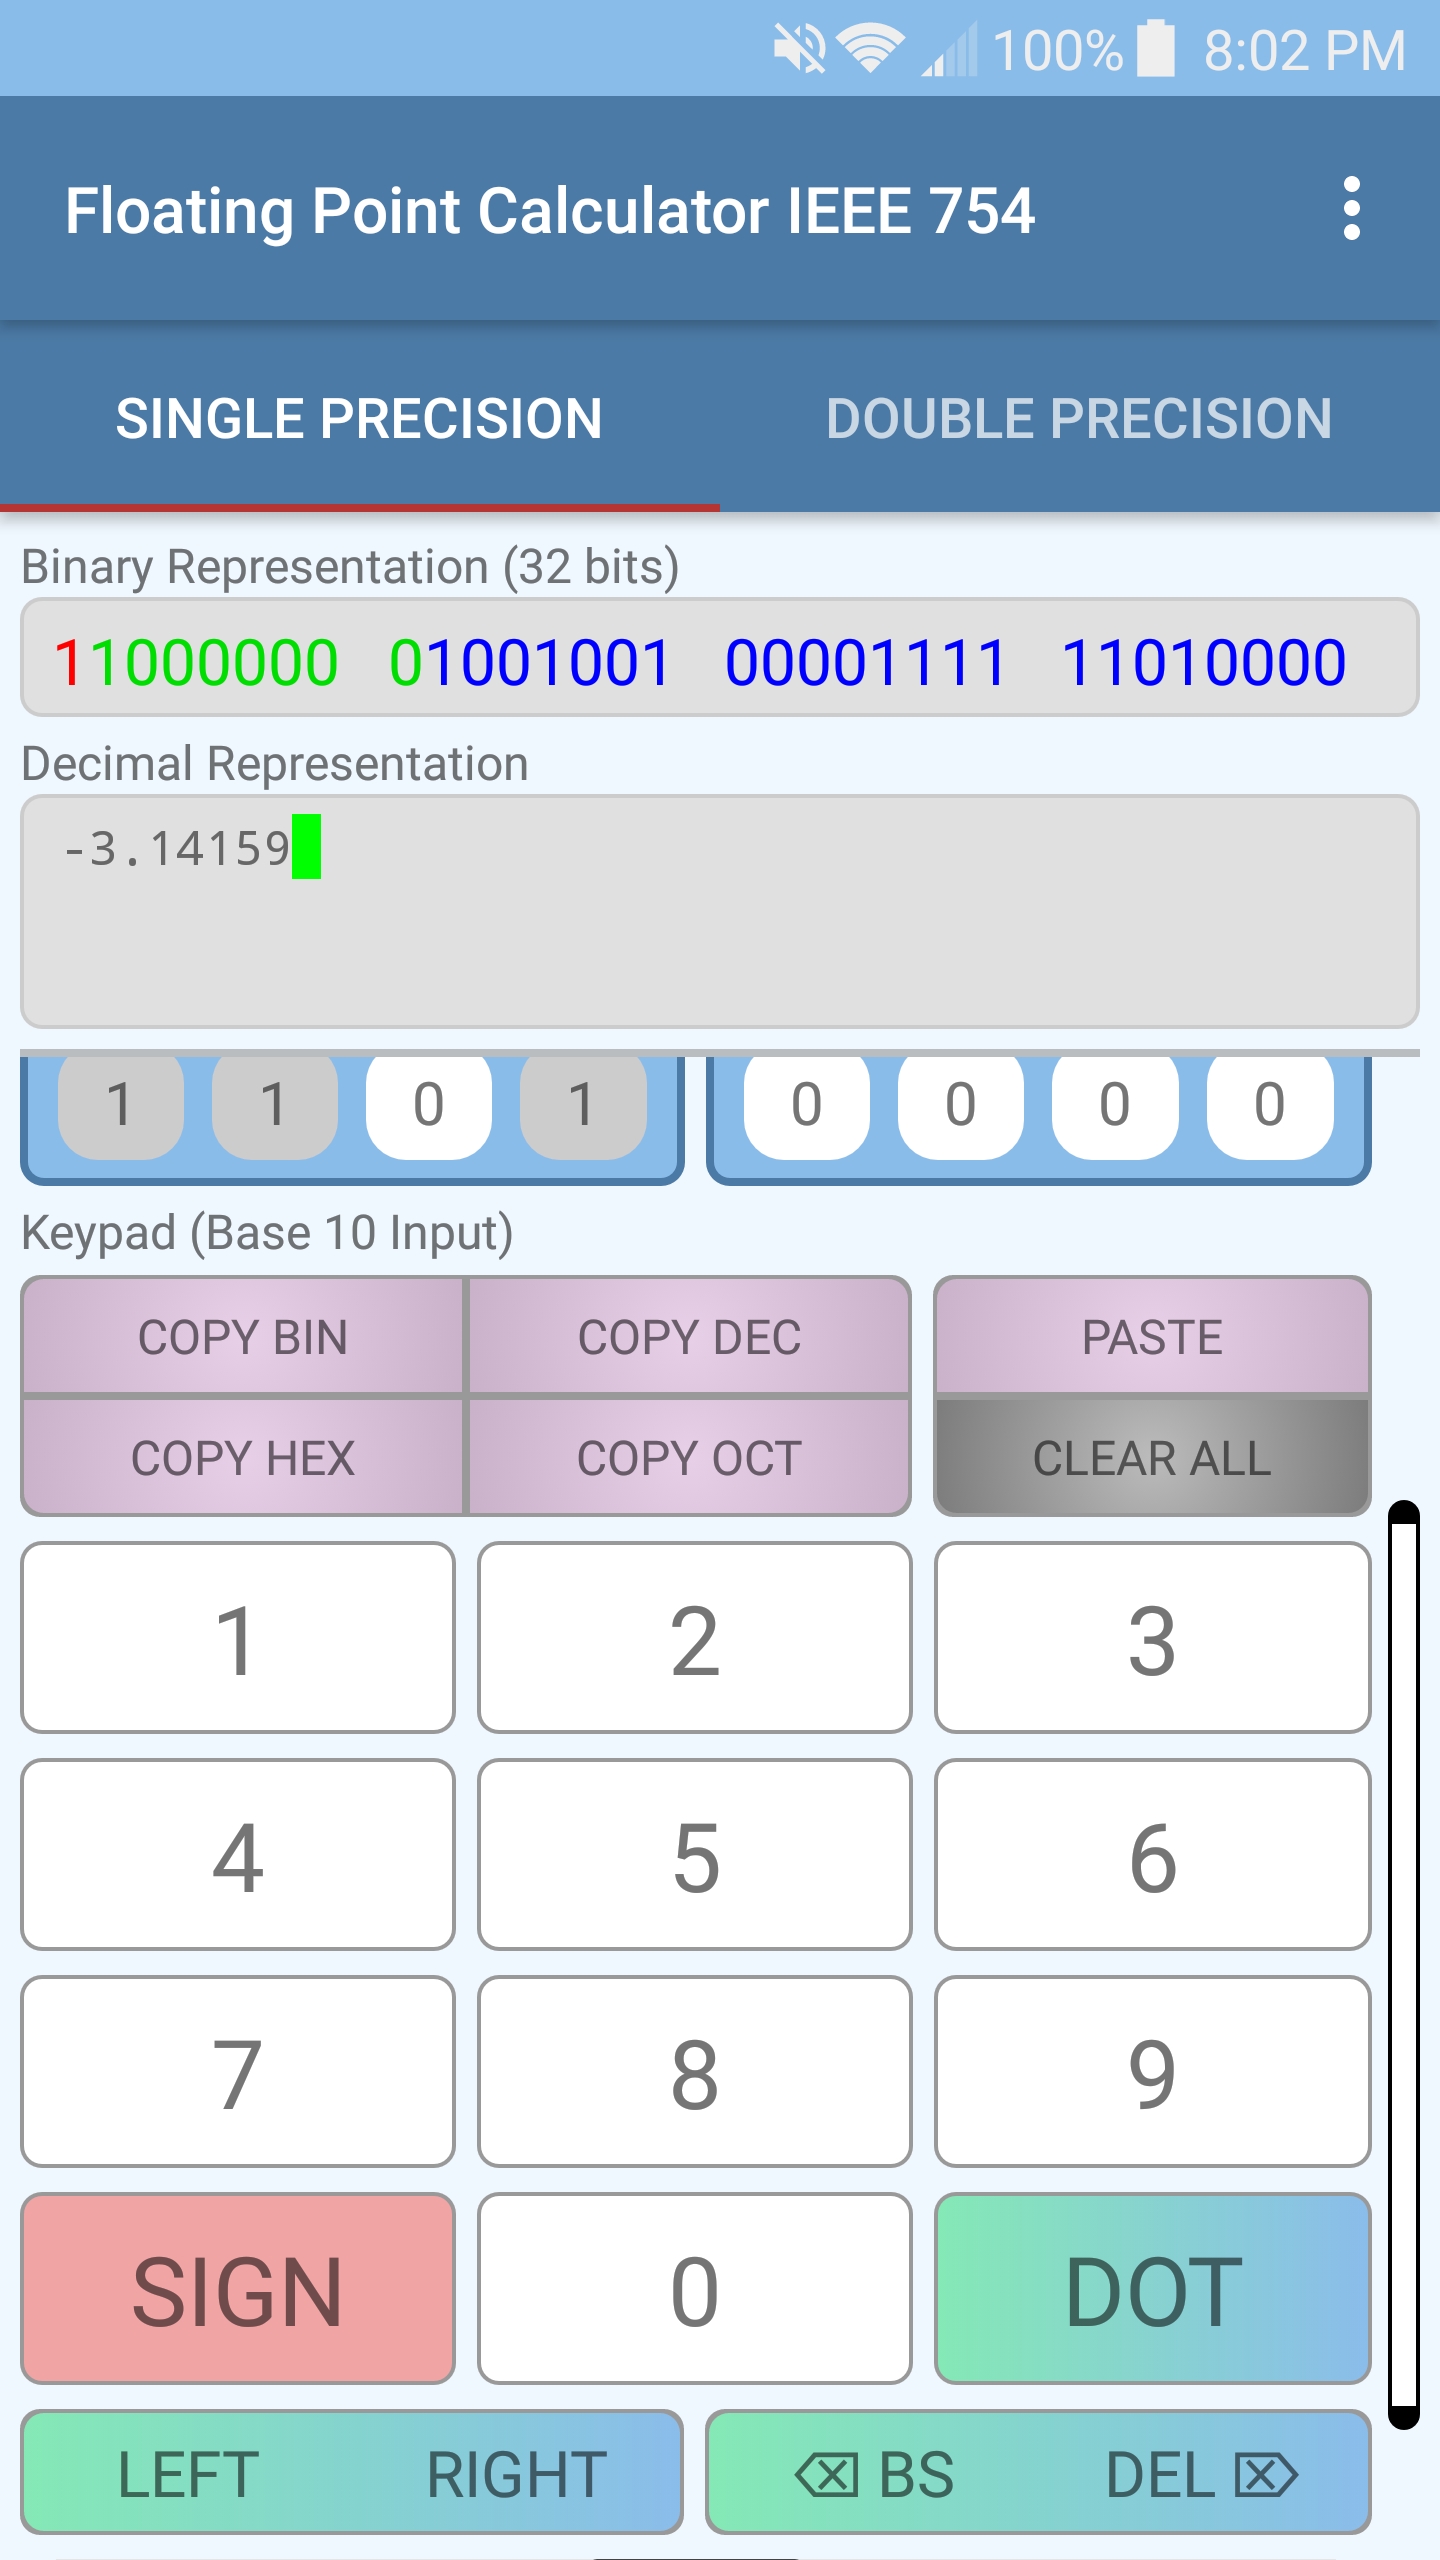 100% 8:02 PM
Floating Point Calculator IEEE 754
SINGLE PRECISION DOUBLE PRECISION
Binary Representation (32 bits)
11000000 01001001 00001111 11010000
Decimal Representation
-3.14159
1 1 0 1 0 0 0 0
Keypad (Base 10 Input)
COPY BIN COPY DEC PASTE
COPY HEX COPY OCT CLEAR ALL
1 2 3
4 5 6
7 8 9
SIGN 0 DOT
LEFT RIGHT BS DEL